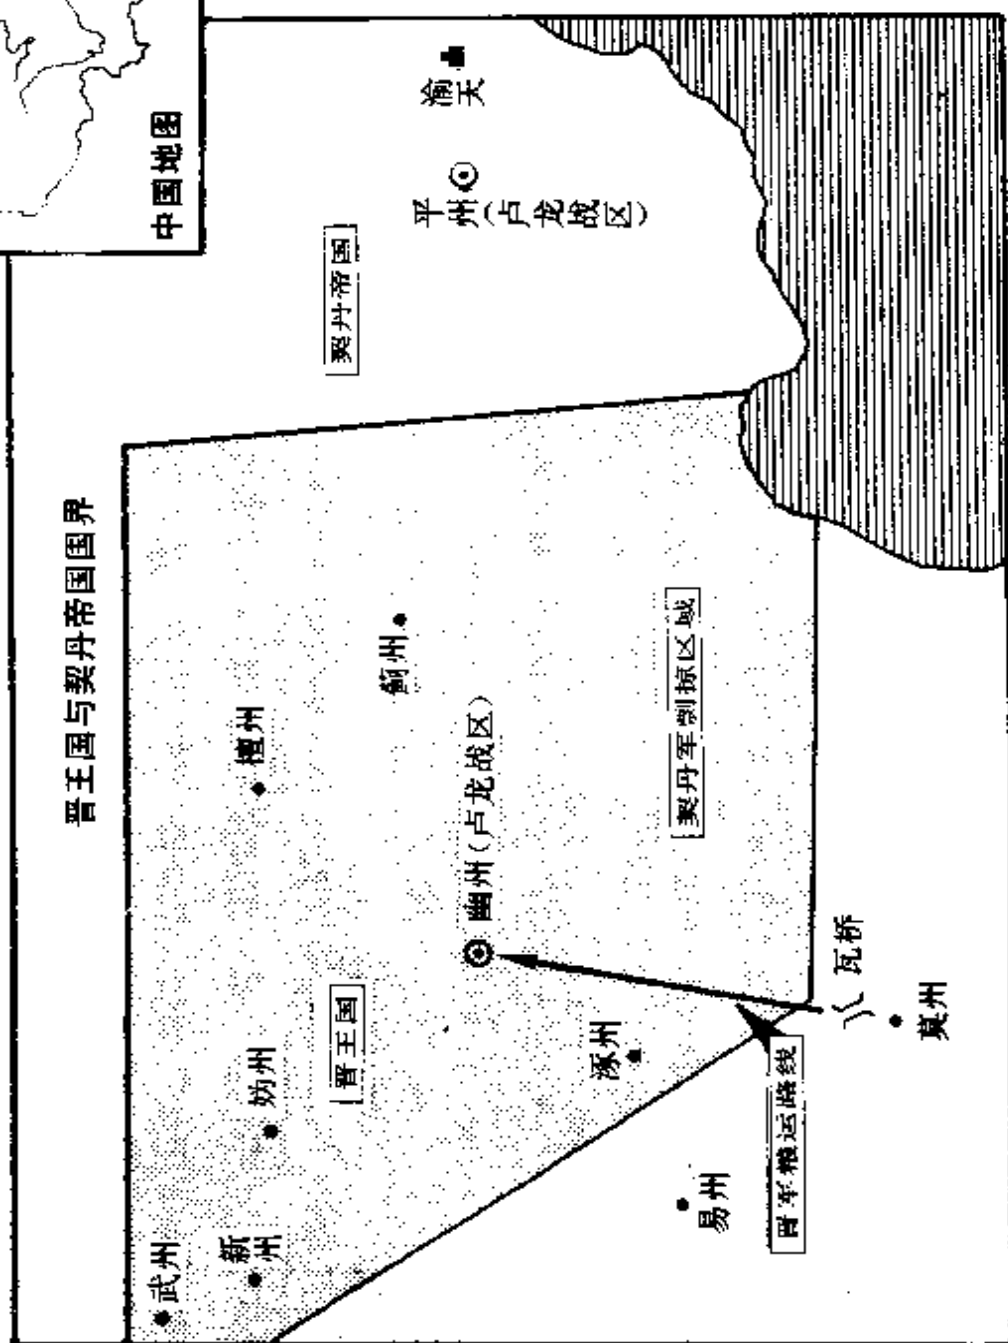 中国地图
晋王国与契丹帝国国界
武州
新州
妫州
檀州
蓟州
晋王国
契丹帝国
幽州(卢龙战区)
平州(卢龙战区)
渝关
涿州
契丹军剽掠区域
易州
晋军粮运路线
瓦桥
莫州